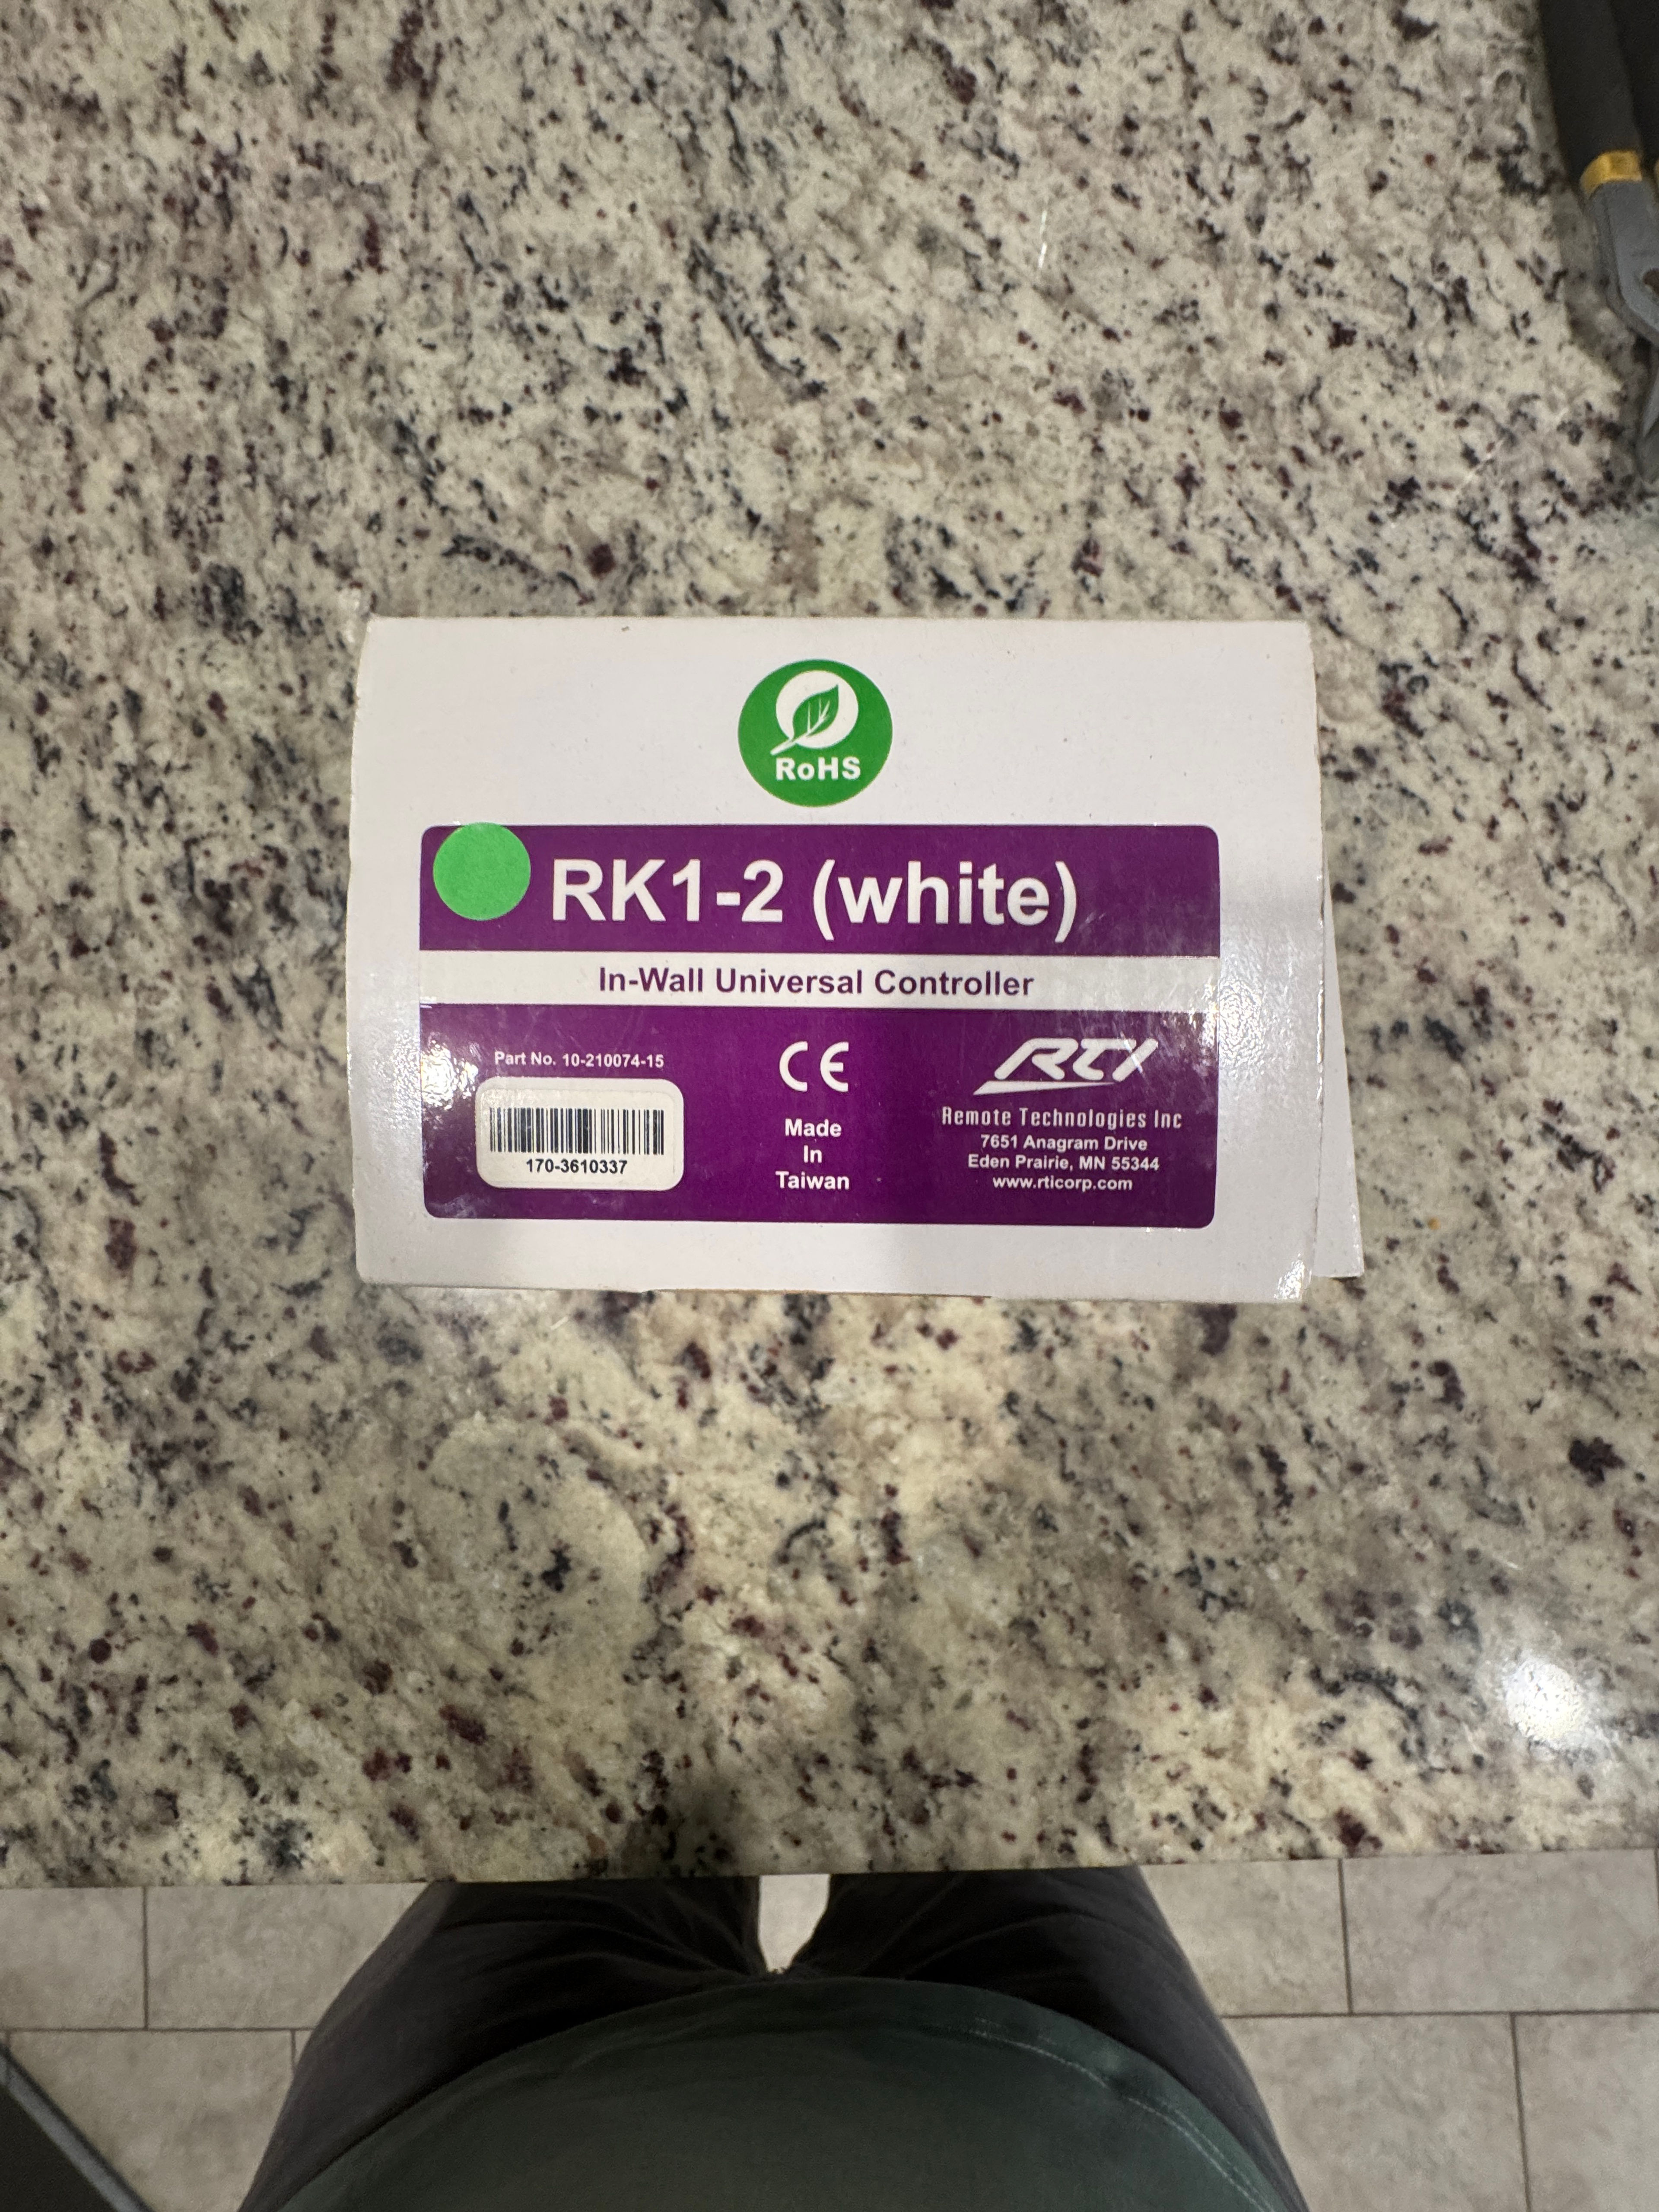 RoHS
RK1-2 (white)
In-Wall Universal Controller
Part No. 10-210074-15
170-3610337
CE
Made
In
Taiwan
RTI
Remote Technologies Inc
7651 Anagram Drive
Eden Prairie, MN 55344
www.rticorp.com